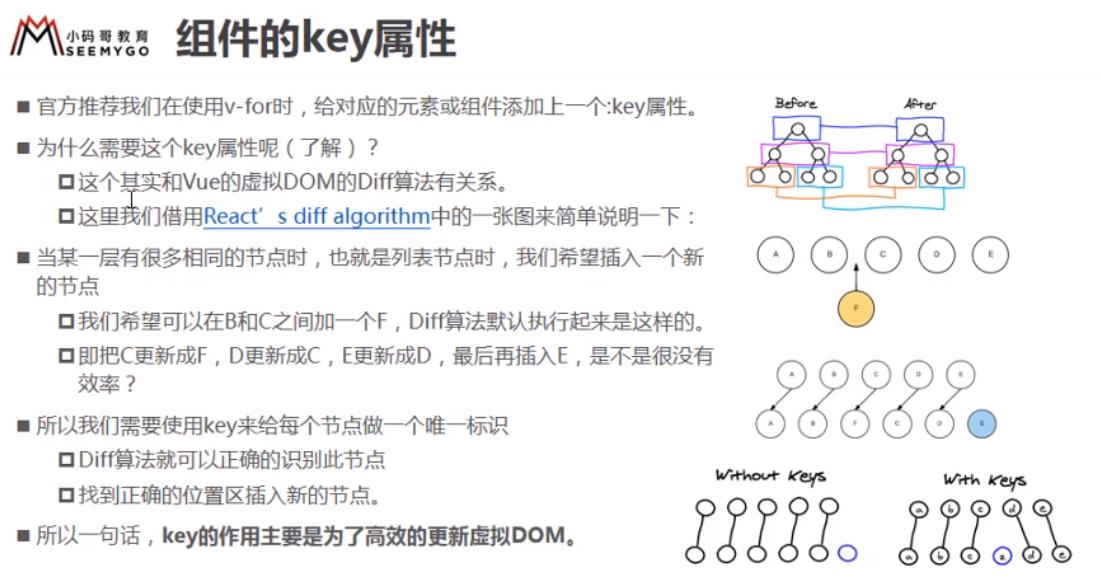 小码哥教育
SEEMYGO
组件的key属性
■ 官方推荐我们在使用v-for时，给对应的元素或组件添加上一个:key属性。
■ 为什么需要这个key属性呢（了解）？
这个其实和Vue的虚拟DOM的Diff算法有关系。
这里我们借用React’s diff algorithm中的一张图来简单说明一下：
■ 当某一层有很多相同的节点时，也就是列表节点时，我们希望插入一个新
的节点
我们希望可以在B和C之间加一个F，Diff算法默认执行起来是这样的。
即把C更新成F，D更新成C，E更新成D，最后再插入E，是不是很没有
效率？
■ 所以我们需要使用key来给每个节点做一个唯一标识
Diff算法就可以正确的识别此节点
找到正确的位置区插入新的节点。
■ 所以一句话，key的作用主要是为了高效的更新虚拟DOM。
Before After
A B C D E
F
A B C D E
A B F C D E
Without Keys
With Keys
a b c d e
a b c z d e